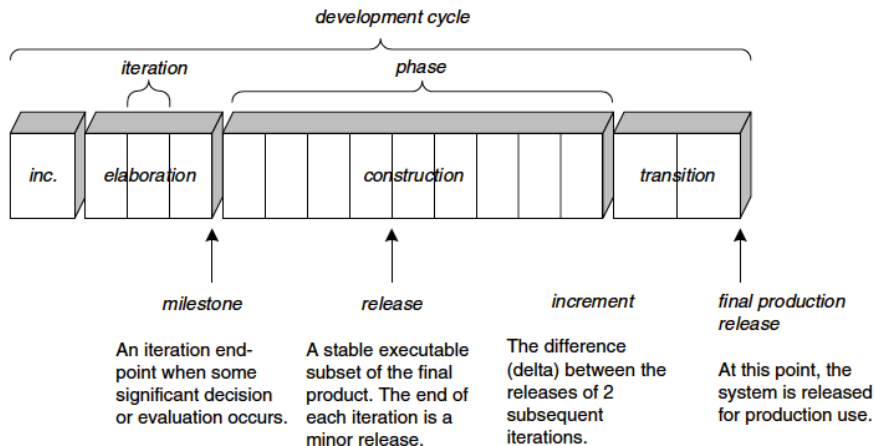 development cycle
iteration
phase
inc.
elaboration
construction
transition
milestone
An iteration end-
point when some
significant decision
or evaluation occurs.
release
A stable executable
subset of the final
product. The end of
each iteration is a
minor release.
increment
The difference
(delta) between the
releases of 2
subsequent
iterations.
final production
release
At this point, the
system is released
for production use.